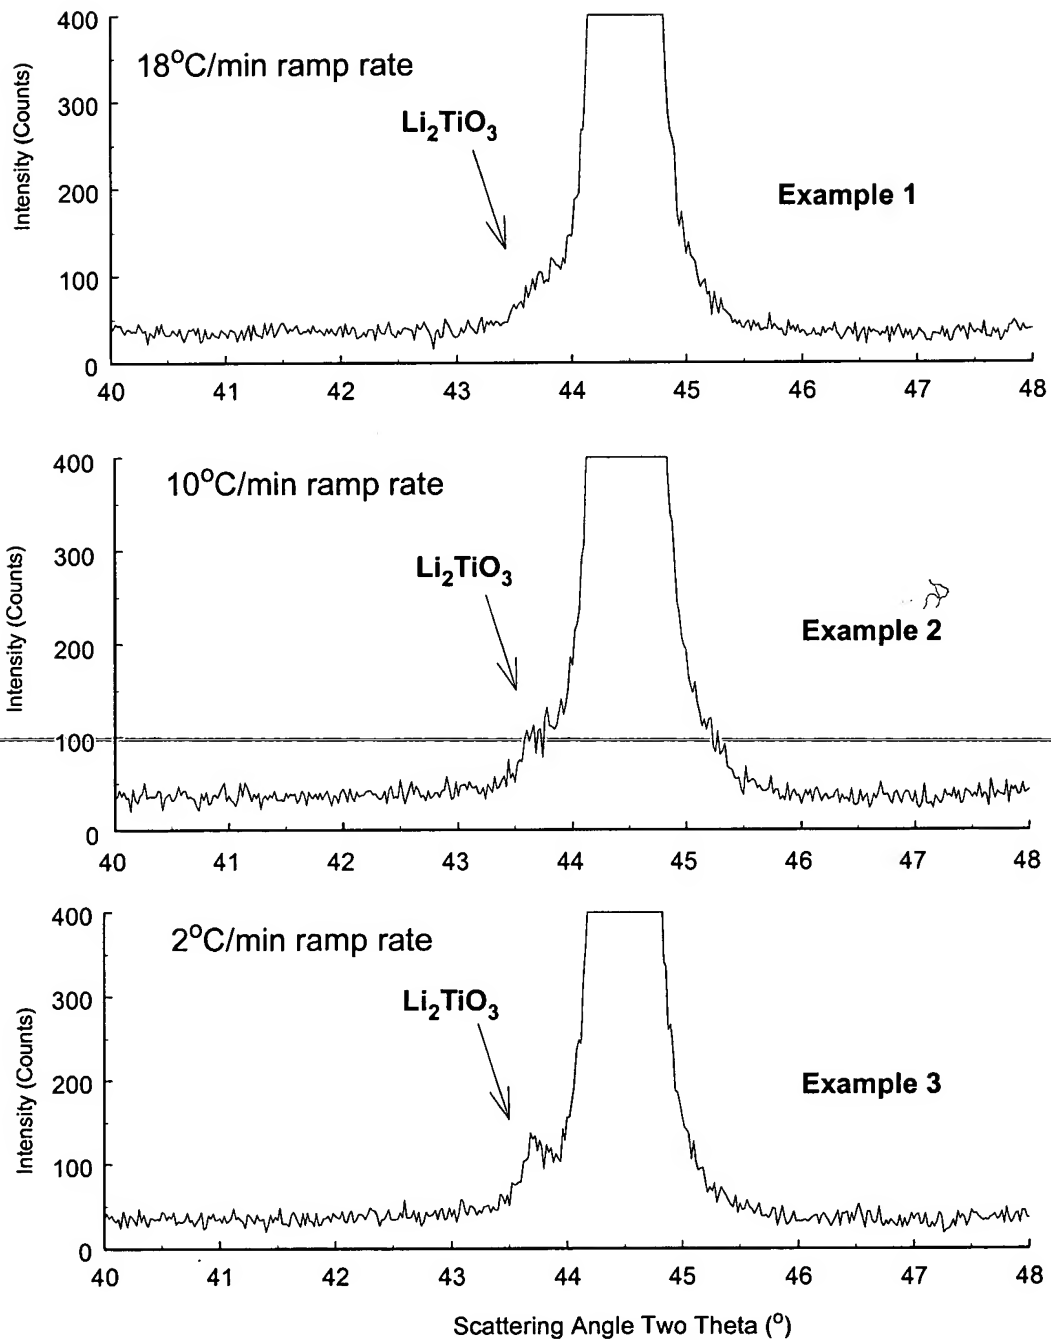 400
18°C/min ramp rate
Li₂TiO₃
300
Intensity (Counts)
200
Example 1
100
0
40 41 42 43 44 45 46 47 48
400
10°C/min ramp rate
Li₂TiO₃
300
Intensity (Counts)
200
Example 2
100
0
40 41 42 43 44 45 46 47 48
400
2°C/min ramp rate
Li₂TiO₃
300
Intensity (Counts)
200
Example 3
100
0
40 41 42 43 44 45 46 47 48
Scattering Angle Two Theta (°)